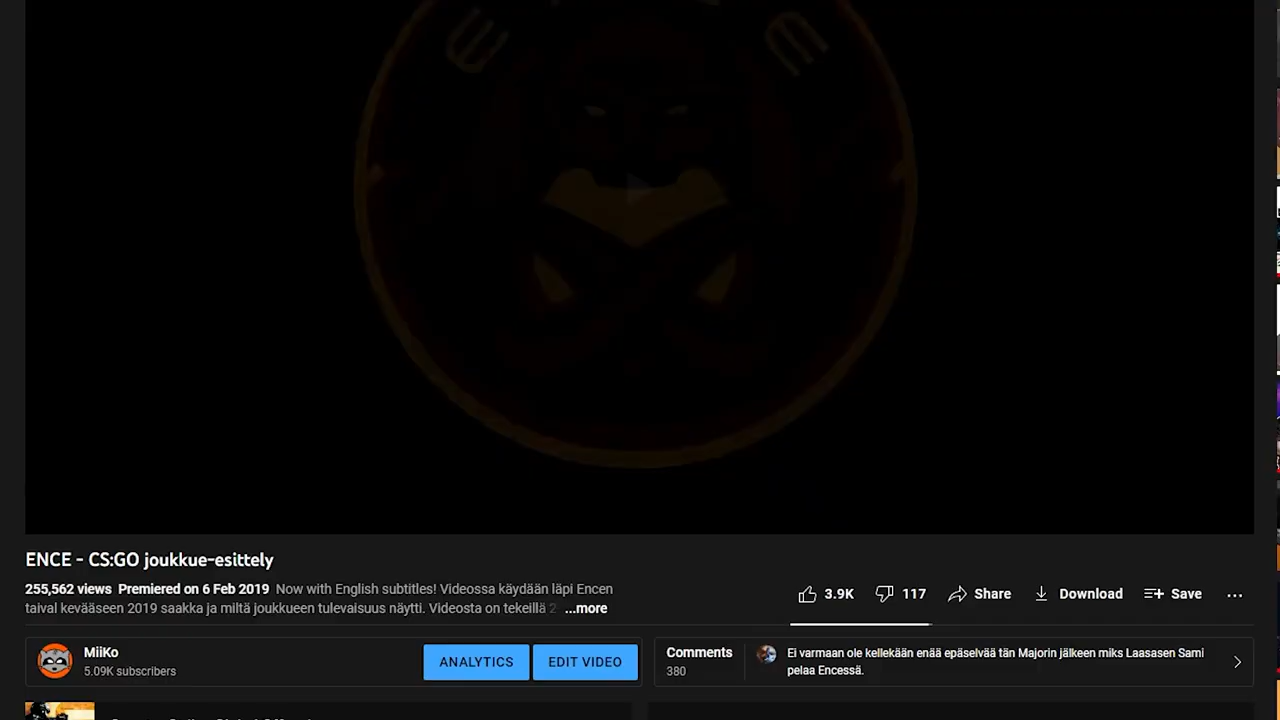 ENCE - CS:GO joukkue-esittely
255,562 views Premiered on 6 Feb 2019 Now with English subtitles! Videossa käydään läpi Encen
taival kevääseen 2019 saakka ja miltä joukkueen tulevaisuus näytti. Videosta on tekeillä 2 ...more
3.9K 117 Share Download Save
MiiKo
5.09K subscribers
ANALYTICS EDIT VIDEO
Comments
380
Ei varmaan ole kellekään enää epäselvää tän Majorin jälkeen miks Laasasen Sami
pelaa Encessä.